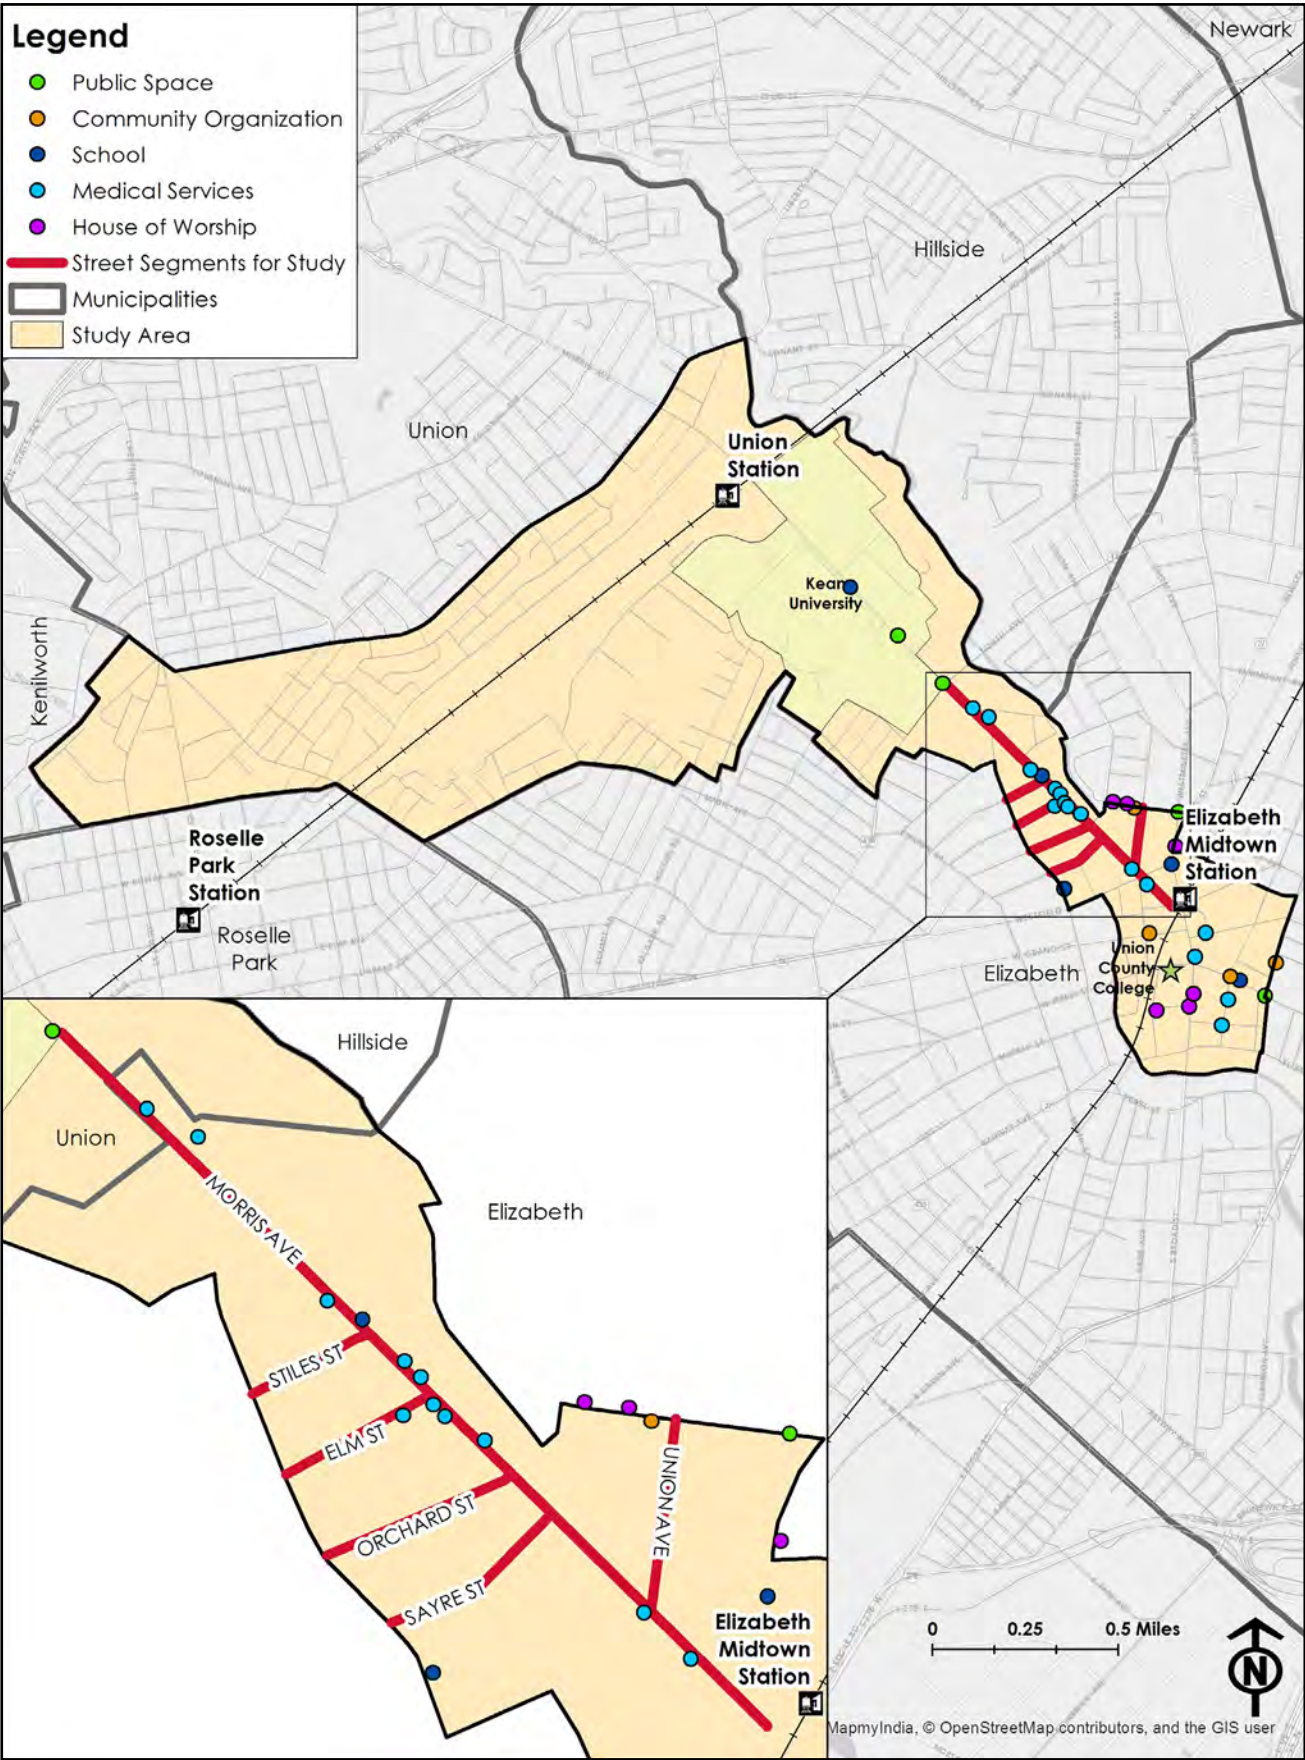 Legend
Public Space
Community Organization
School
Medical Services
House of Worship
Street Segments for Study
Municipalities
Study Area
Newark
Hillside
Union
Union
Station
Kean
University
Kenilworth
Roselle
Park
Station
Roselle
Park
Elizabeth
Midtown
Station
Elizabeth
Union
County
College
Hillside
Union
Elizabeth
MORRIS AVE
STILES ST
ELM ST
ORCHARD ST
SAYRE ST
UNION AVE
Elizabeth
Midtown
Station
0 0.25 0.5 Miles
N
MapmyIndia, © OpenStreetMap contributors, and the GIS user